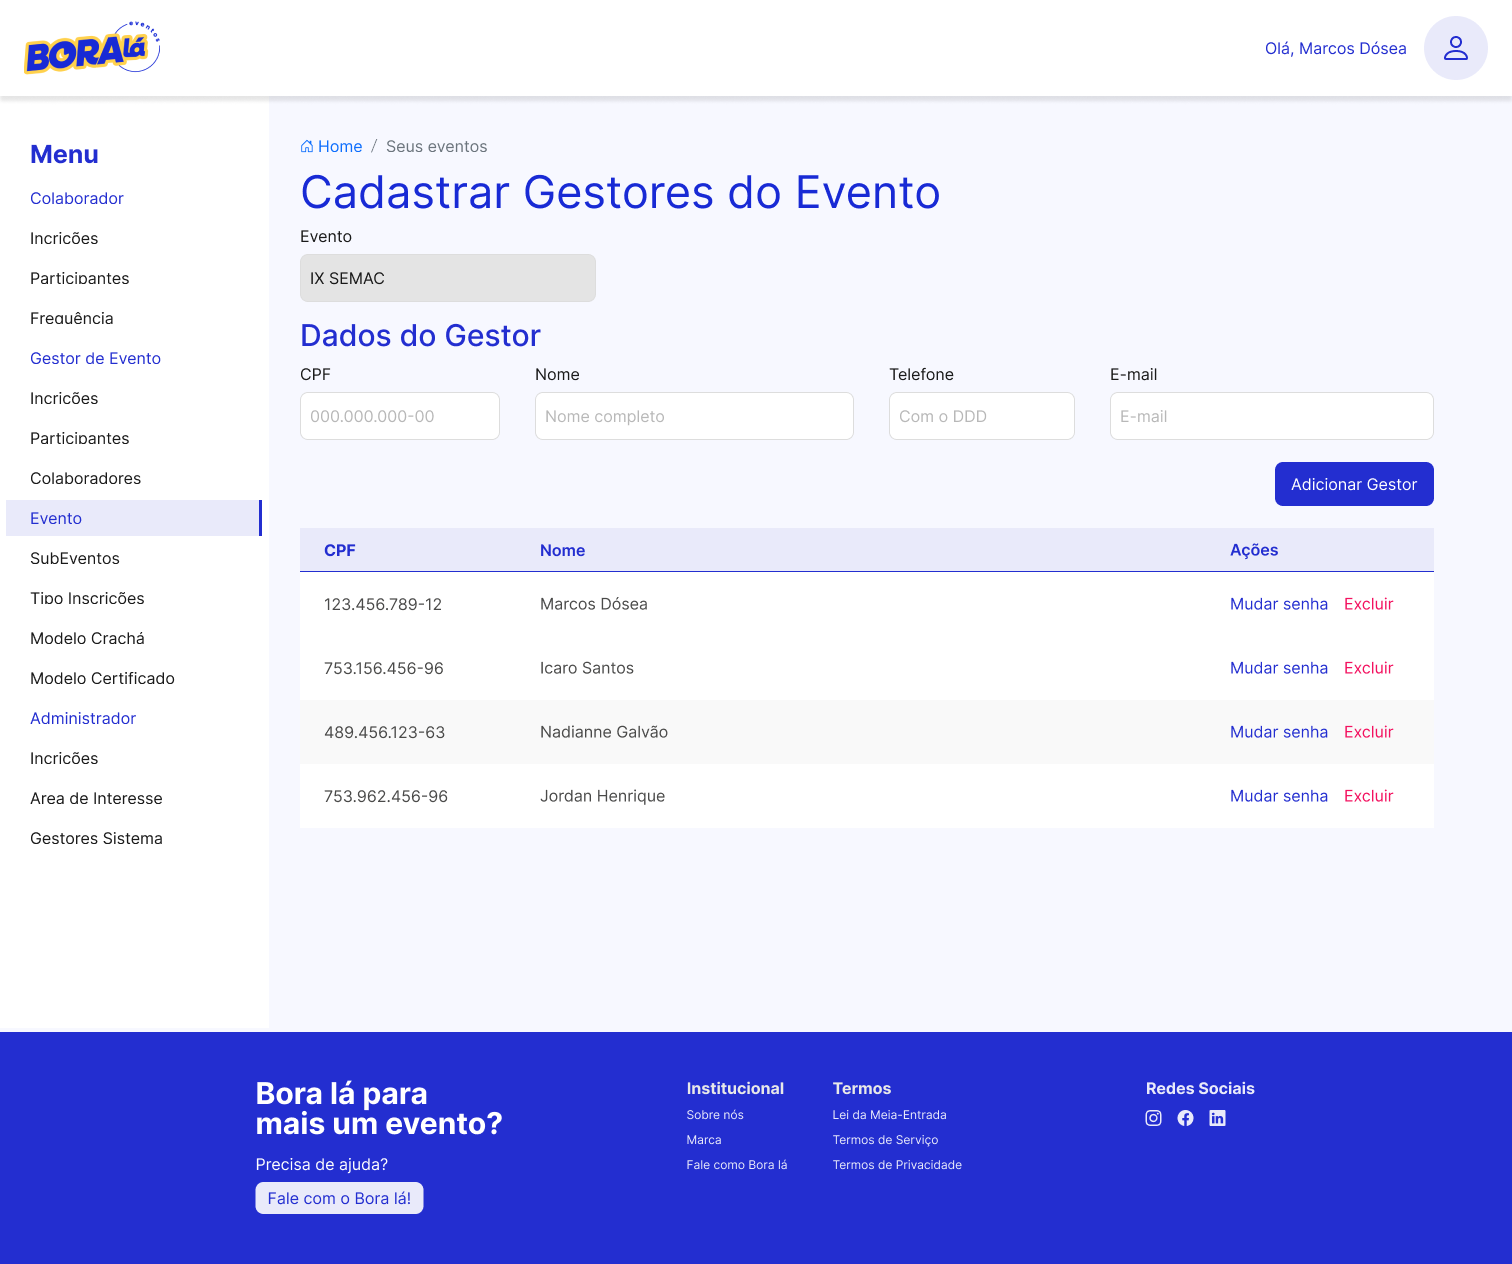 BORA lá eventos
Olá, Marcos Dósea
Menu
Colaborador
Incrições
Participantes
Frequência
Gestor de Evento
Incrições
Participantes
Colaboradores
Evento
SubEventos
Tipo Inscrições
Modelo Crachá
Modelo Certificado
Administrador
Incrições
Area de Interesse
Gestores Sistema
Home / Seus eventos
Cadastrar Gestores do Evento
Evento
IX SEMAC
Dados do Gestor
CPF Nome Telefone E-mail
000.000.000-00 Nome completo Com o DDD E-mail
Adicionar Gestor
CPF Nome Ações
123.456.789-12 Marcos Dósea Mudar senha Excluir
753.156.456-96 Icaro Santos Mudar senha Excluir
489.456.123-63 Nadianne Galvão Mudar senha Excluir
753.962.456-96 Jordan Henrique Mudar senha Excluir
Bora lá para
mais um evento?
Precisa de ajuda?
Fale com o Bora lá!
Institucional
Sobre nós
Marca
Fale como Bora lá
Termos
Lei da Meia-Entrada
Termos de Serviço
Termos de Privacidade
Redes Sociais